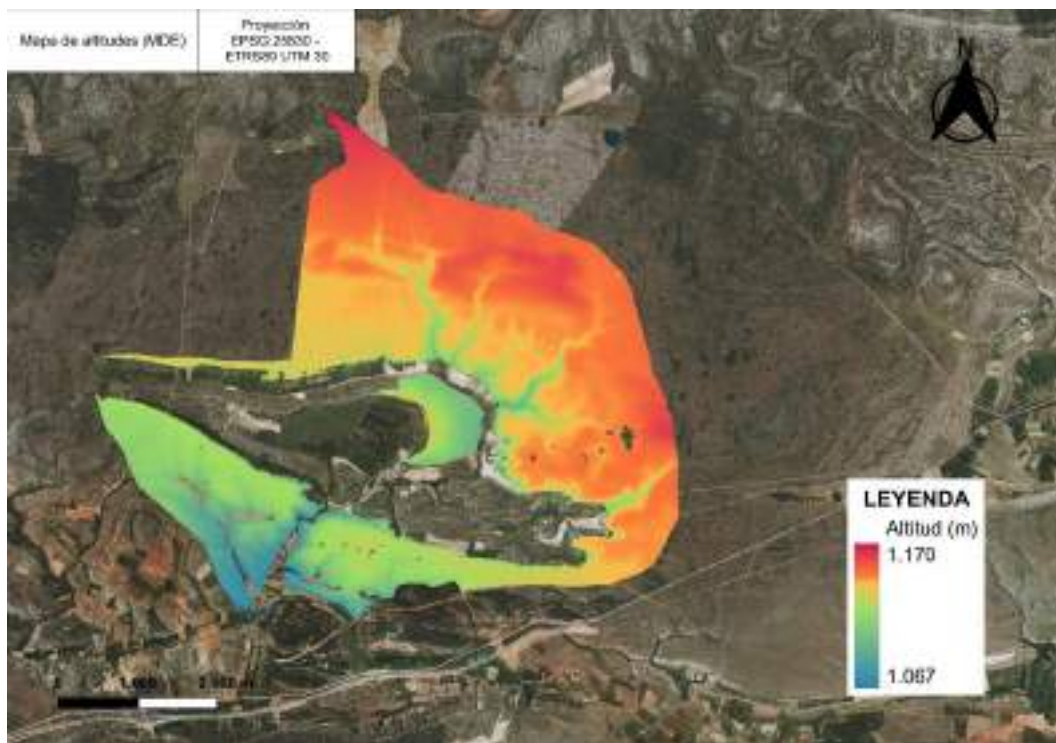 Mapa de altitudes (MDE)
Proyección
EPSG:25830 -
ETRS89 UTM 30
N
LEYENDA
Altitud (m)
1.170
1.067
0 1.000 2.000 m